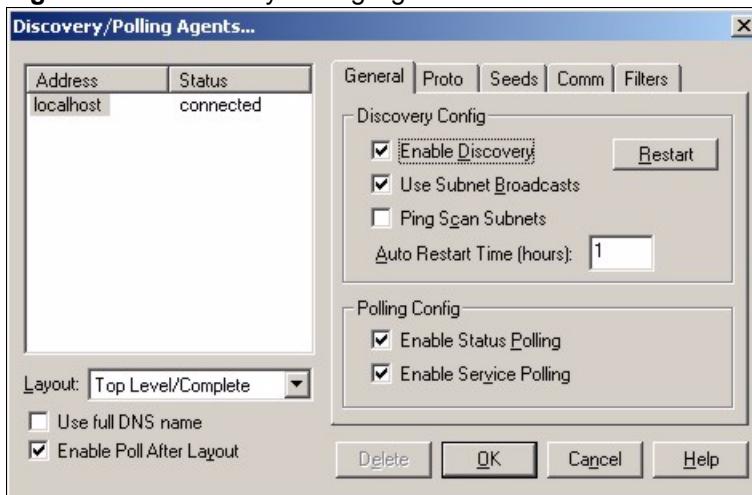 Discovery/Polling Agents...
Address Status
localhost connected
Layout: Top Level/Complete
Use full DNS name
Enable Poll After Layout
General Proto Seeds Comm Filters
Discovery Config
Enable Discovery Restart
Use Subnet Broadcasts
Ping Scan Subnets
Auto Restart Time (hours): 1
Polling Config
Enable Status Polling
Enable Service Polling
Delete OK Cancel Help